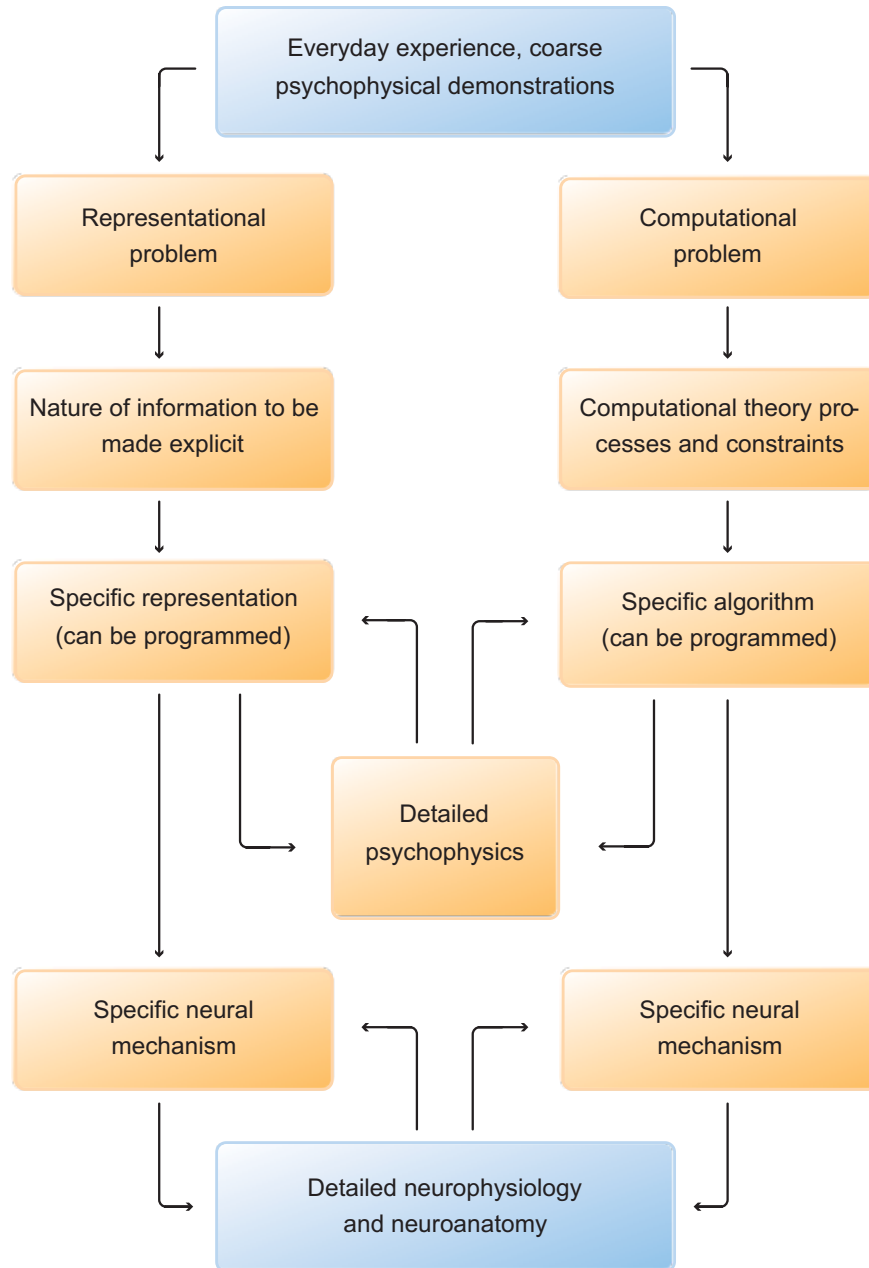 Everyday experience, coarse
psychophysical demonstrations
Representational
problem
Computational
problem
Nature of information to be
made explicit
Computational theory pro-
cesses and constraints
Specific representation
(can be programmed)
Specific algorithm
(can be programmed)
Detailed
psychophysics
Specific neural
mechanism
Specific neural
mechanism
Detailed neurophysiology
and neuroanatomy